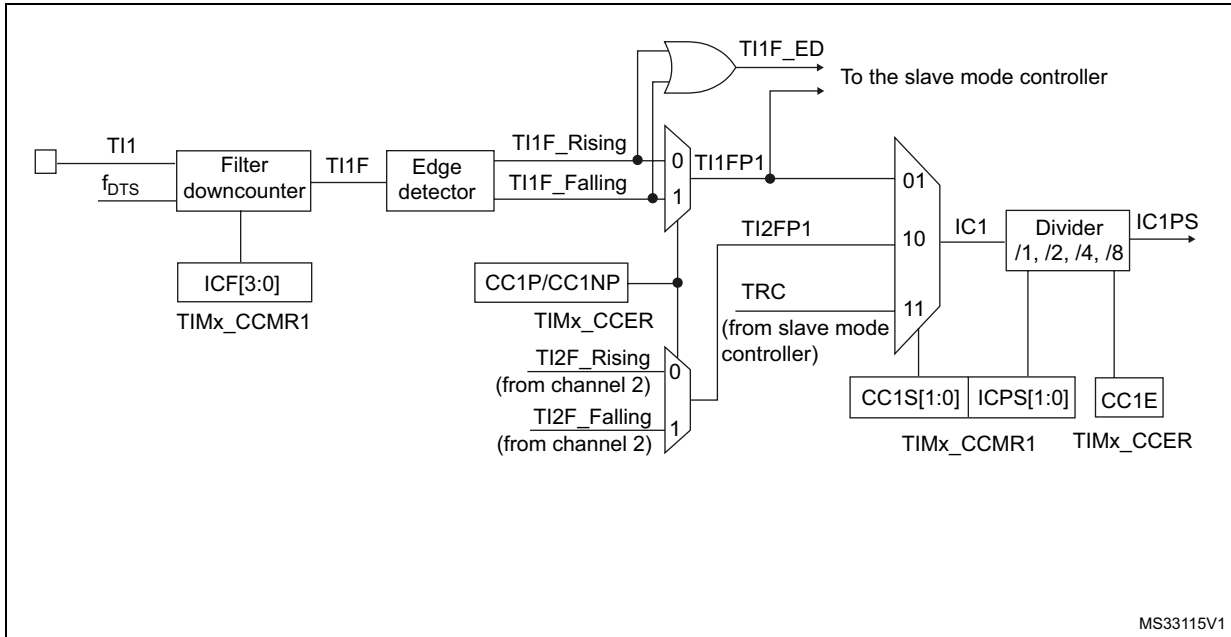 TI1F_ED
To the slave mode controller
TI1
f_DTS
Filter
downcounter
TI1F
Edge
detector
TI1F_Rising
TI1F_Falling
0
1
TI1FP1
01
10
11
TI2FP1
TRC
(from slave mode
controller)
IC1
Divider
/1, /2, /4, /8
IC1PS
ICF[3:0]
TIMx_CCMR1
CC1P/CC1NP
TIMx_CCER
TI2F_Rising
(from channel 2)
TI2F_Falling
(from channel 2)
0
1
CC1S[1:0]
ICPS[1:0]
TIMx_CCMR1
CC1E
TIMx_CCER
MS33115V1